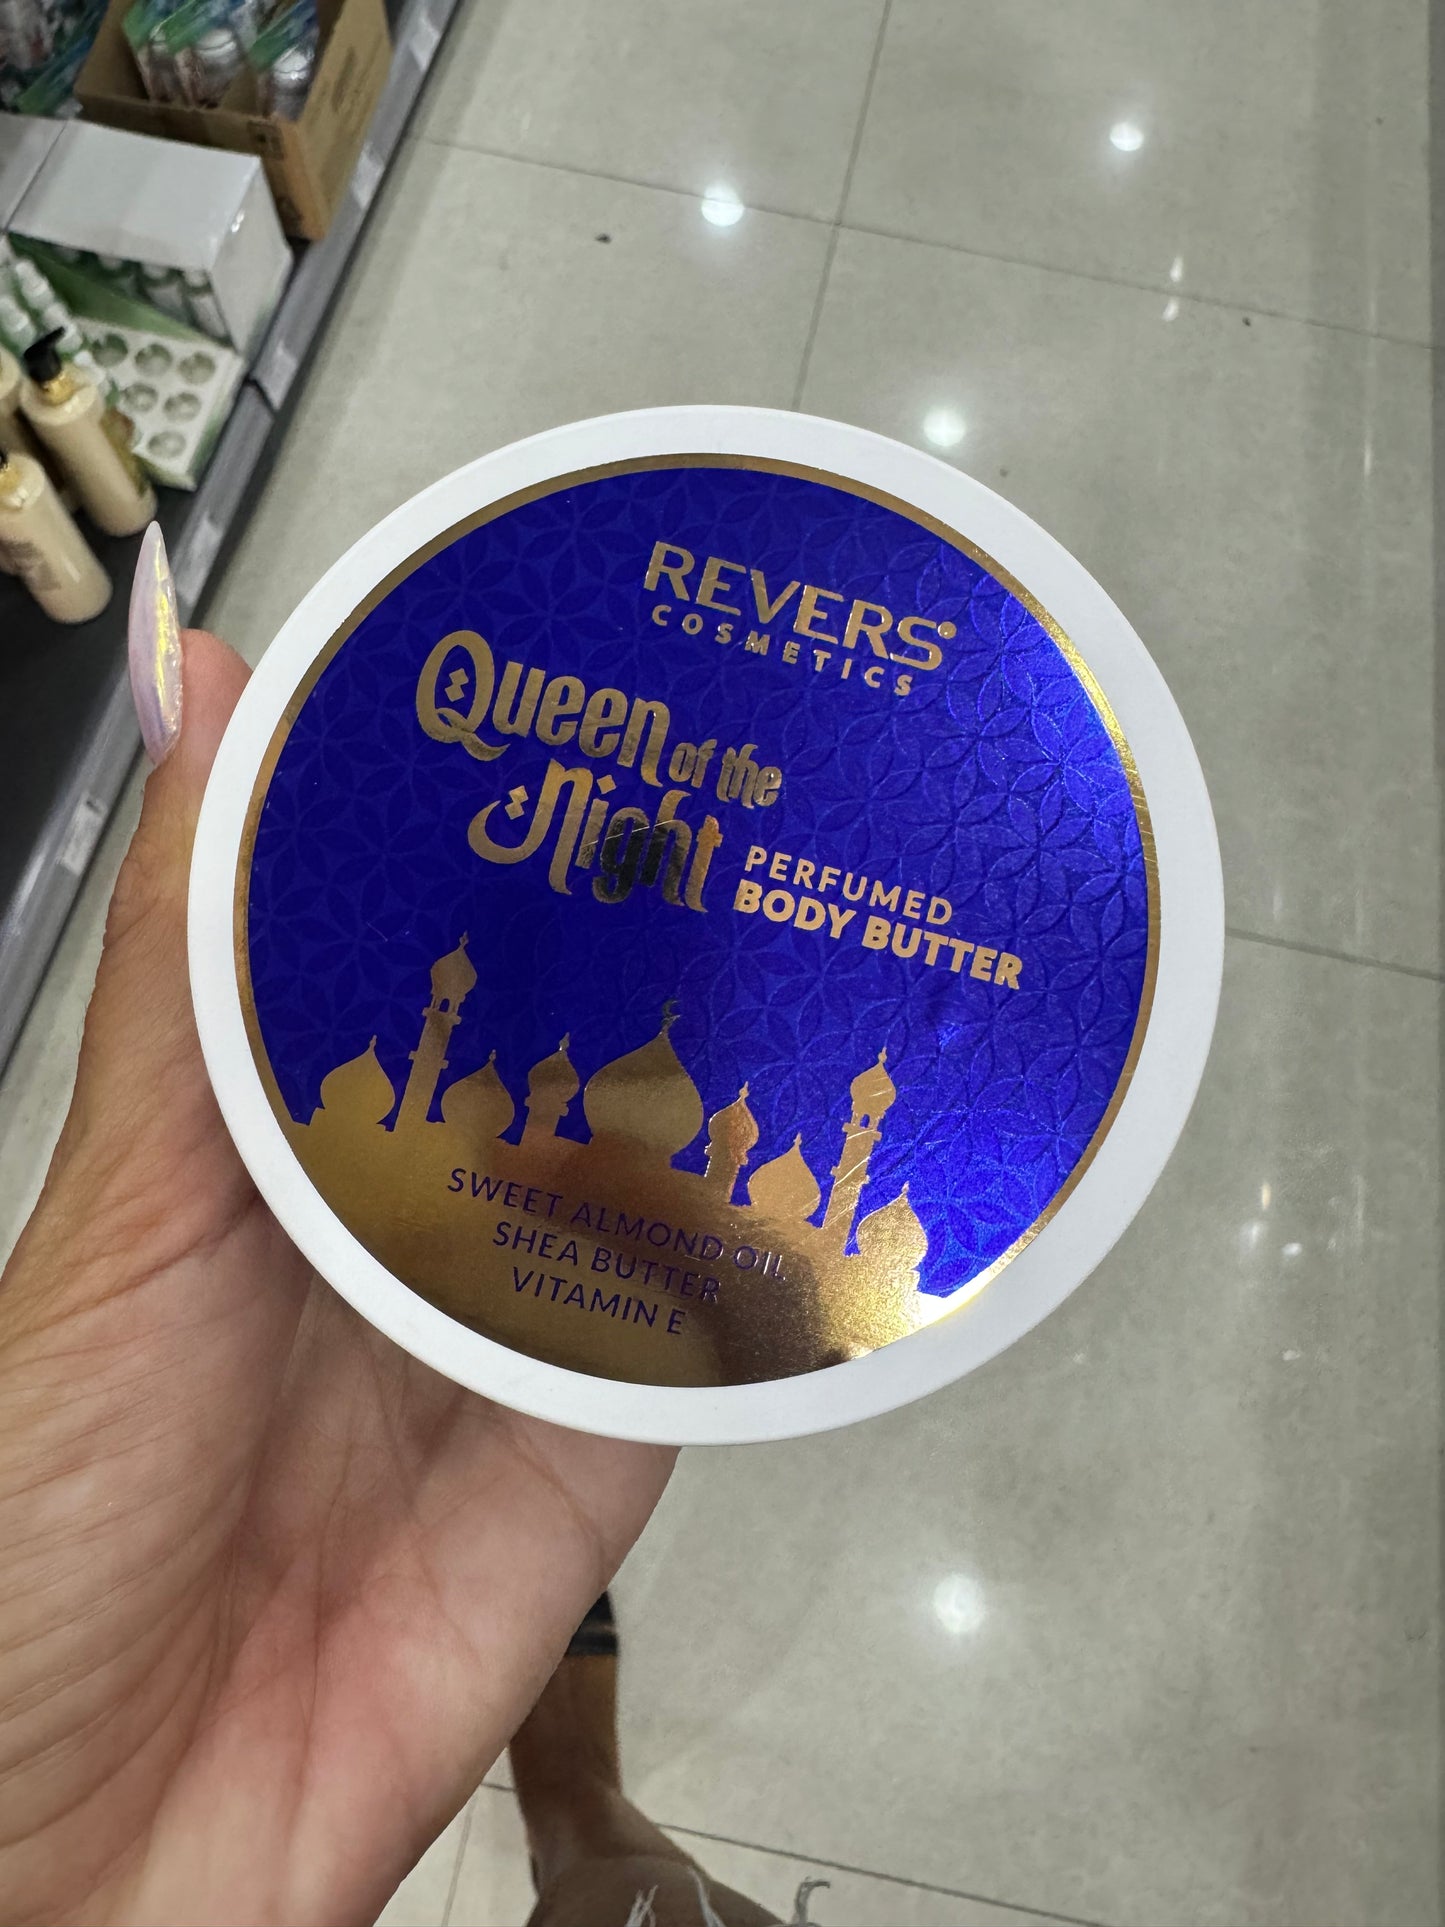 REVERS®
COSMETICS
Queen of the
Night
PERFUMED
BODY BUTTER
SWEET ALMOND OIL
SHEA BUTTER
VITAMIN E